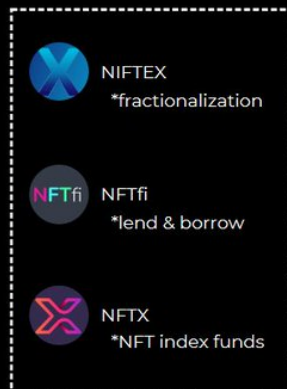 NIFTEX
*fractionalization
NFTfi
NFTfi
*lend & borrow
NFTX
*NFT index funds